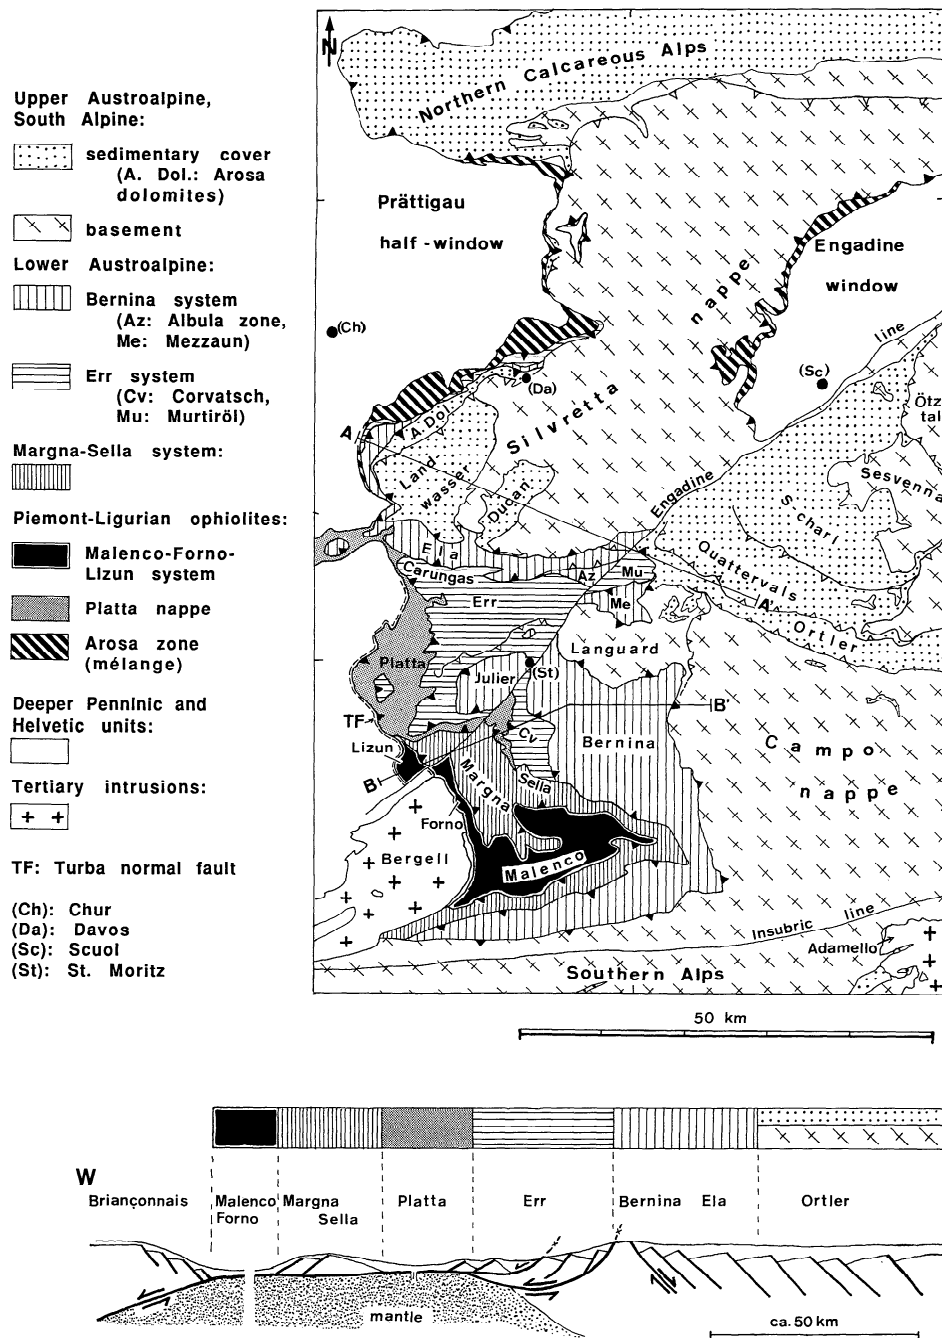 Upper Austroalpine,
South Alpine:
sedimentary cover
(A. Dol.: Arosa
dolomites)
basement
Lower Austroalpine:
Bernina system
(Az: Albula zone,
Me: Mezzaun)
Err system
(Cv: Corvatsch,
Mu: Murtiröl)
Margna-Sella system:
Piemont-Ligurian ophiolites:
Malenco-Forno-
Lizun system
Platta nappe
Arosa zone
(mélange)
Deeper Penninic and
Helvetic units:
Tertiary intrusions:
TF: Turba normal fault
(Ch): Chur
(Da): Davos
(Sc): Scuol
(St): St. Moritz
N
Northern Calcareous Alps
Prättigau
half-window
Engadine
window
nappe
Silvretta
(Ch)
(Da)
(Sc)
line
Engadine
Ötz
tal
A
A. Dol.
Land
wasser
Ducan
Sesvenna
S-charl
Quattervals
Ortler
A'
Ela
Carungas
Az
Mu
Err
Me
Languard
Platta
Julier
(St)
TF
Lizun
B
B'
Cv
Bernina
Campo
nappe
Margna
Sella
Forno
Bergell
Malenco
Insubric line
Adamello
Southern Alps
50 km
W
Briançonnais
Malenco
Forno
Margna
Sella
Platta
Err
Bernina Ela
Ortler
mantle
ca. 50 km